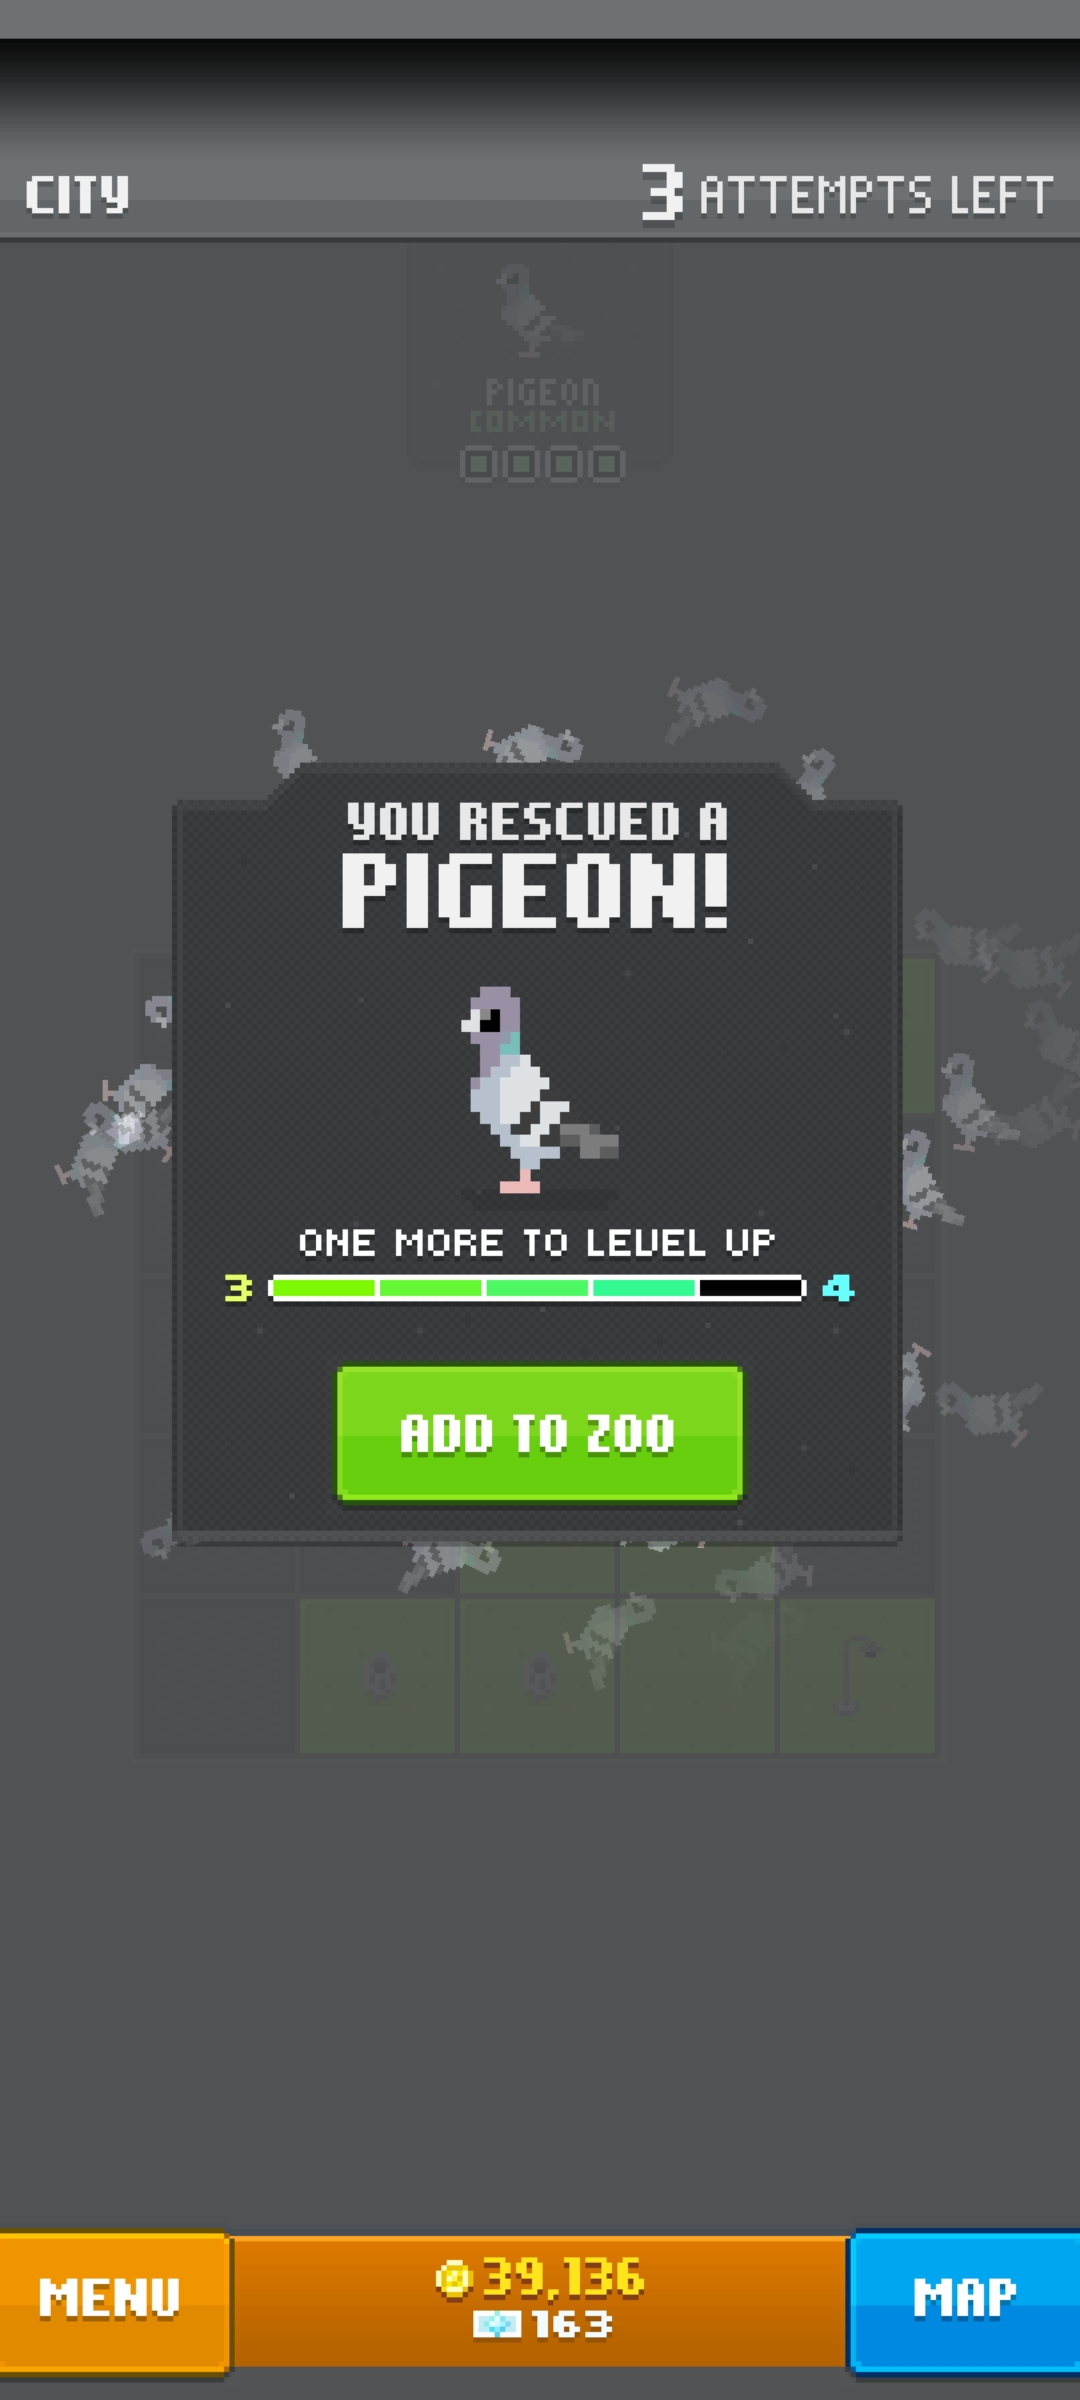 CITY
3 ATTEMPTS LEFT
PIGEON
COMMON
YOU RESCUED A
PIGEON!
ONE MORE TO LEVEL UP
3 4
ADD TO ZOO
MENU
39,136
163
MAP